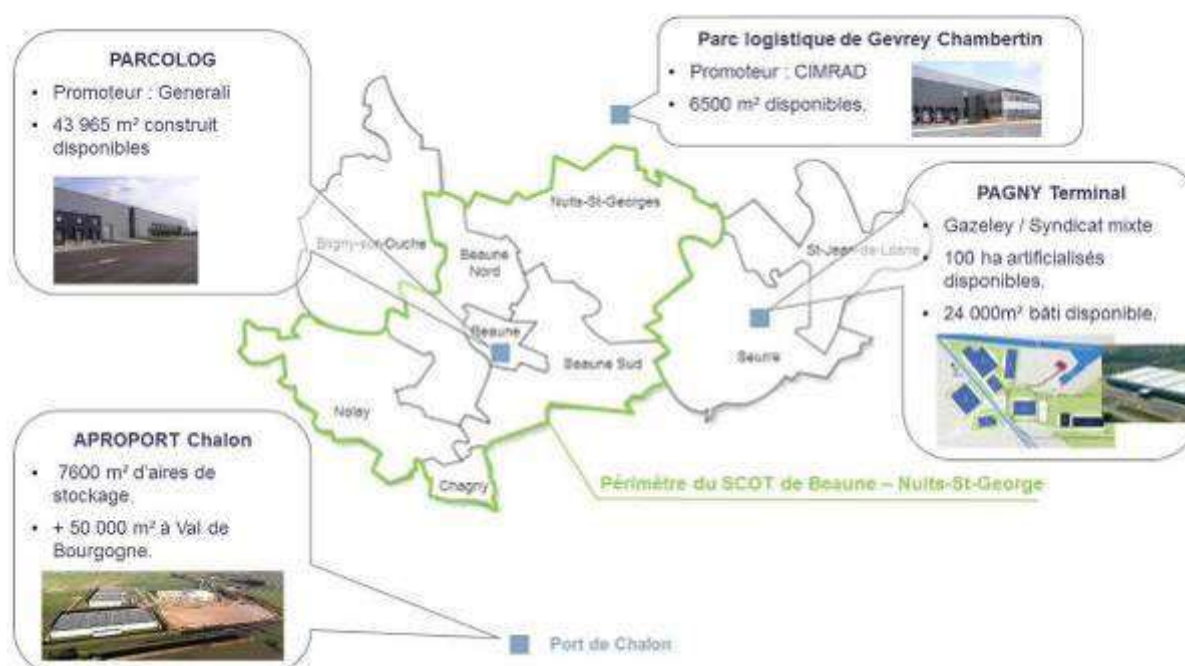 PARCOLOG
• Promoteur : Generali
• 43 965 m² construit
disponibles
Parc logistique de Gevrey Chambertin
• Promoteur : CIMRAD
• 6500 m² disponibles.
PAGNY Terminal
• Gazeley / Syndicat mixte
• 100 ha artificialisés
disponibles.
• 24 000m² bâti disponible.
Nuits-St-Georges
Bligny-sur-Ouche
Beaune
Nord
St-Jean-de-Losne
Beaune
Beaune Sud
Seurre
Nolay
Chagny
Périmètre du SCOT de Beaune – Nuits-St-George
APROPORT Chalon
• 7600 m² d'aires de
stockage.
• + 50 000 m² à Val de
Bourgogne.
Port de Chalon